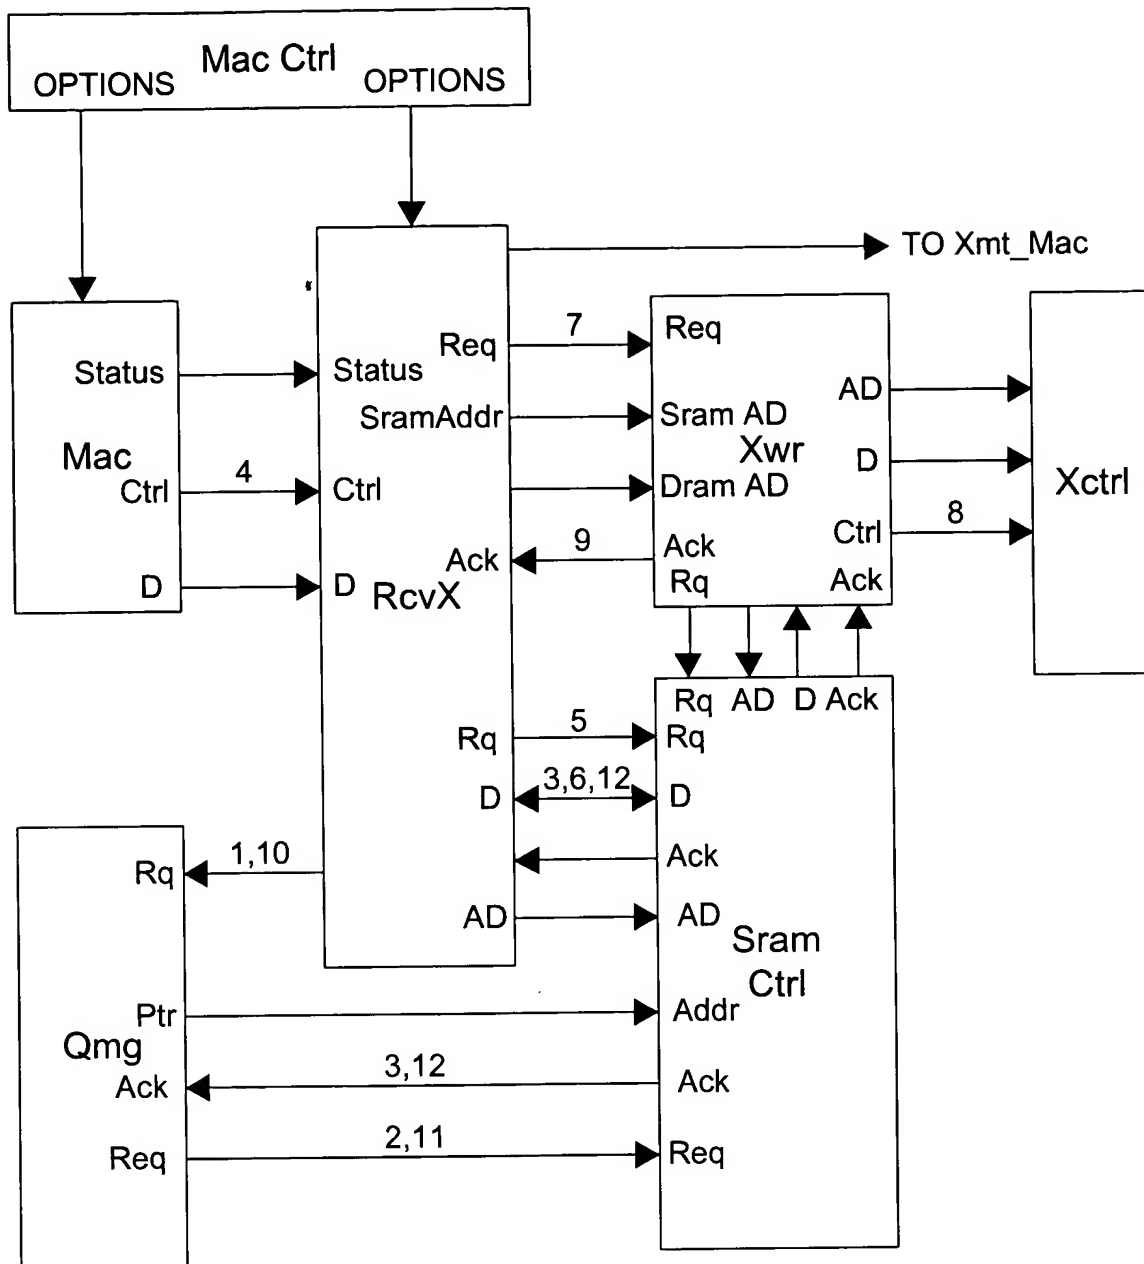 Mac Ctrl
OPTIONS OPTIONS
TO Xmt_Mac
Req 7 Req
Status Status AD
SramAddr Sram AD
Mac Xwr D
Ctrl 4 Ctrl Dram AD Xctrl
Ctrl 8
Ack 9 Ack
D D RcvX Rq Ack
Rq AD D Ack
Rq 5 Rq
D 3,6,12 D
Rq 1,10 Ack
AD AD
Sram
Ctrl
Ptr Addr
Qmg
Ack 3,12 Ack
Req 2,11 Req